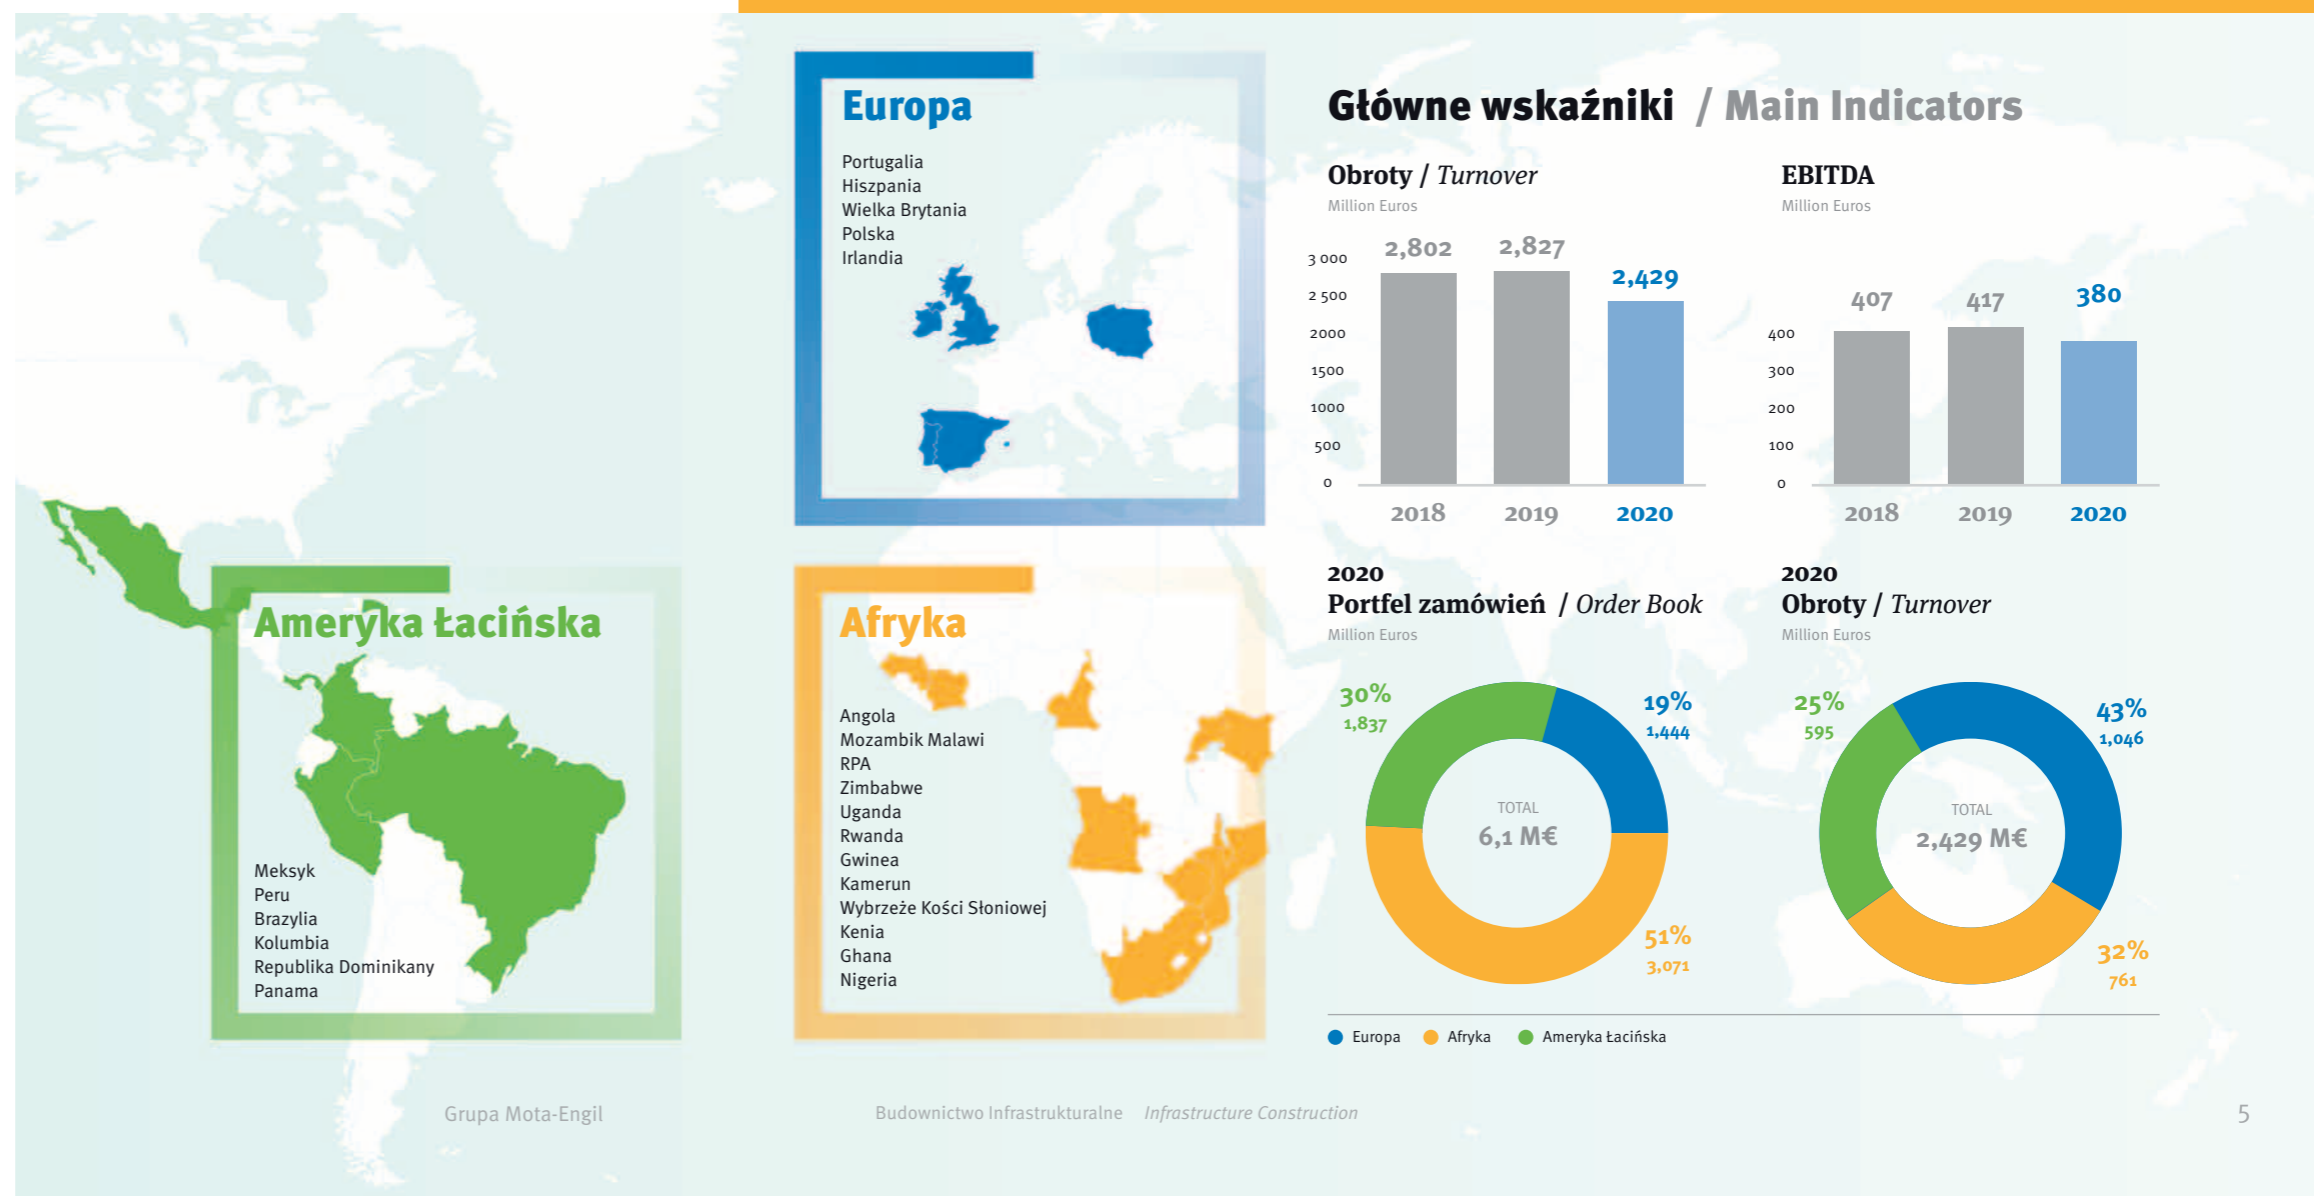 Europa
Portugalia
Hiszpania
Wielka Brytania
Polska
Irlandia
Ameryka Łacińska
Meksyk
Peru
Brazylia
Kolumbia
Republika Dominikany
Panama
Afryka
Angola
Mozambik Malawi
RPA
Zimbabwe
Uganda
Rwanda
Gwinea
Kamerun
Wybrzeże Kości Słoniowej
Kenia
Ghana
Nigeria
Główne wskaźniki / Main Indicators
Obroty / Turnover
Million Euros
3 000
2 500
2000
1500
1000
500
0
2,802
2,827
2,429
2018
2019
2020
EBITDA
Million Euros
400
300
200
100
0
407
417
380
2018
2019
2020
2020
Portfel zamówień / Order Book
Million Euros
30%
1,837
19%
1,444
TOTAL
6,1 M€
51%
3,071
2020
Obroty / Turnover
Million Euros
25%
595
43%
1,046
TOTAL
2,429 M€
32%
761
Europa
Afryka
Ameryka Łacińska
Grupa Mota-Engil
Budownictwo Infrastrukturalne Infrastructure Construction
5